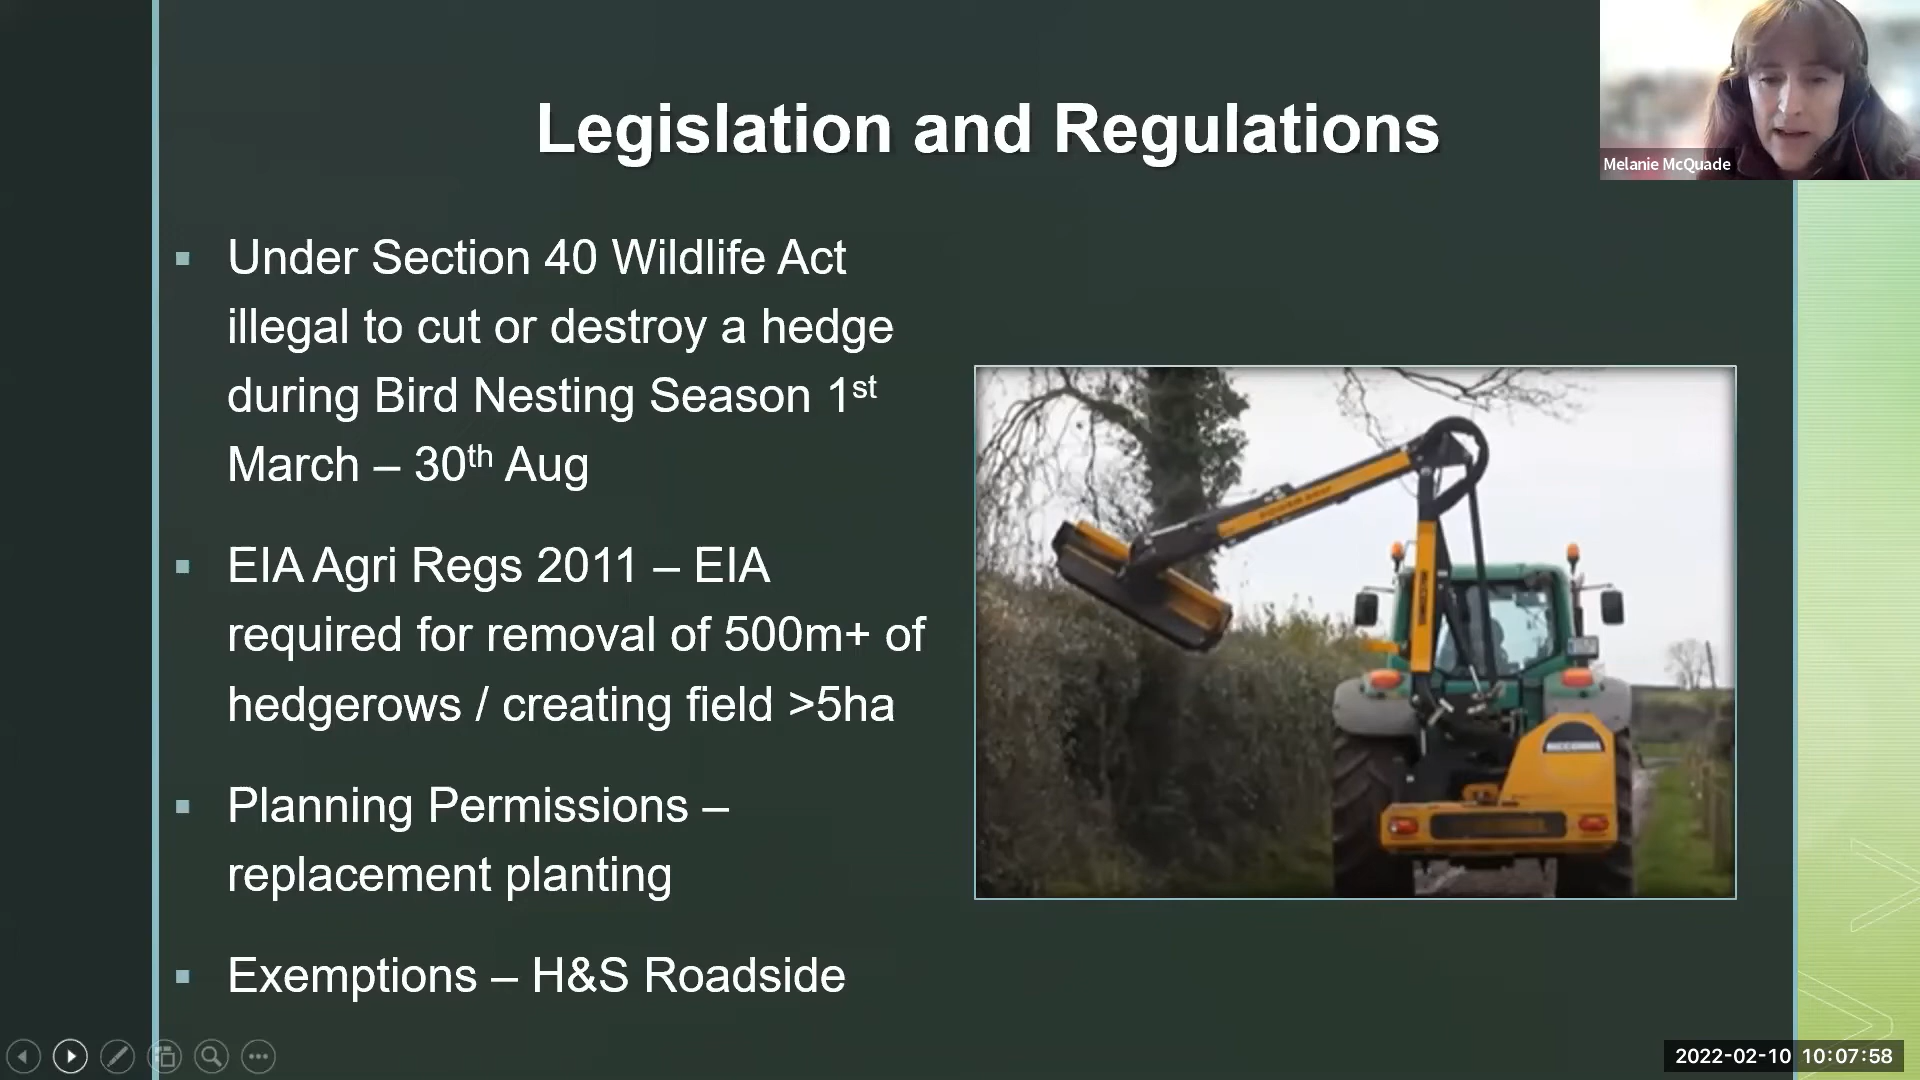 Legislation and Regulations
Melanie McQuade
Under Section 40 Wildlife Act
illegal to cut or destroy a hedge
during Bird Nesting Season 1st
March – 30th Aug
EIA Agri Regs 2011 – EIA
required for removal of 500m+ of
hedgerows / creating field >5ha
Planning Permissions –
replacement planting
Exemptions – H&S Roadside
2022-02-10 10:07:58